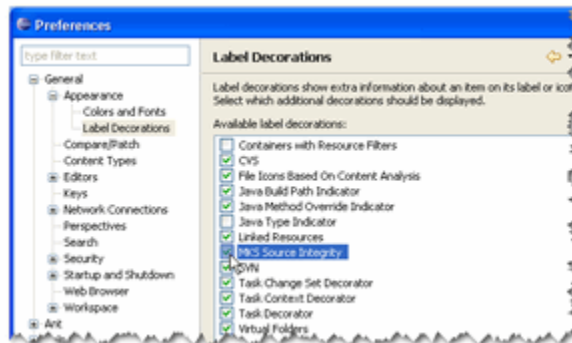 Preferences
type filter text
General
Appearance
Colors and Fonts
Label Decorations
Compare/Patch
Content Types
Editors
Keys
Network Connections
Perspectives
Search
Security
Startup and Shutdown
Web Browser
Workspace
Ant
Label Decorations
Label decorations show extra information about an item on its label or icon
Select which additional decorations should be displayed.
Available label decorations:
Containers with Resource Filters
CVS
File Icons Based On Content Analysis
Java Build Path Indicator
Java Method Override Indicator
Java Type Indicator
Linked Resources
MKS Source Integrity
SVN
Task Change Set Decorator
Task Context Decorator
Task Decorator
Virtual Folders